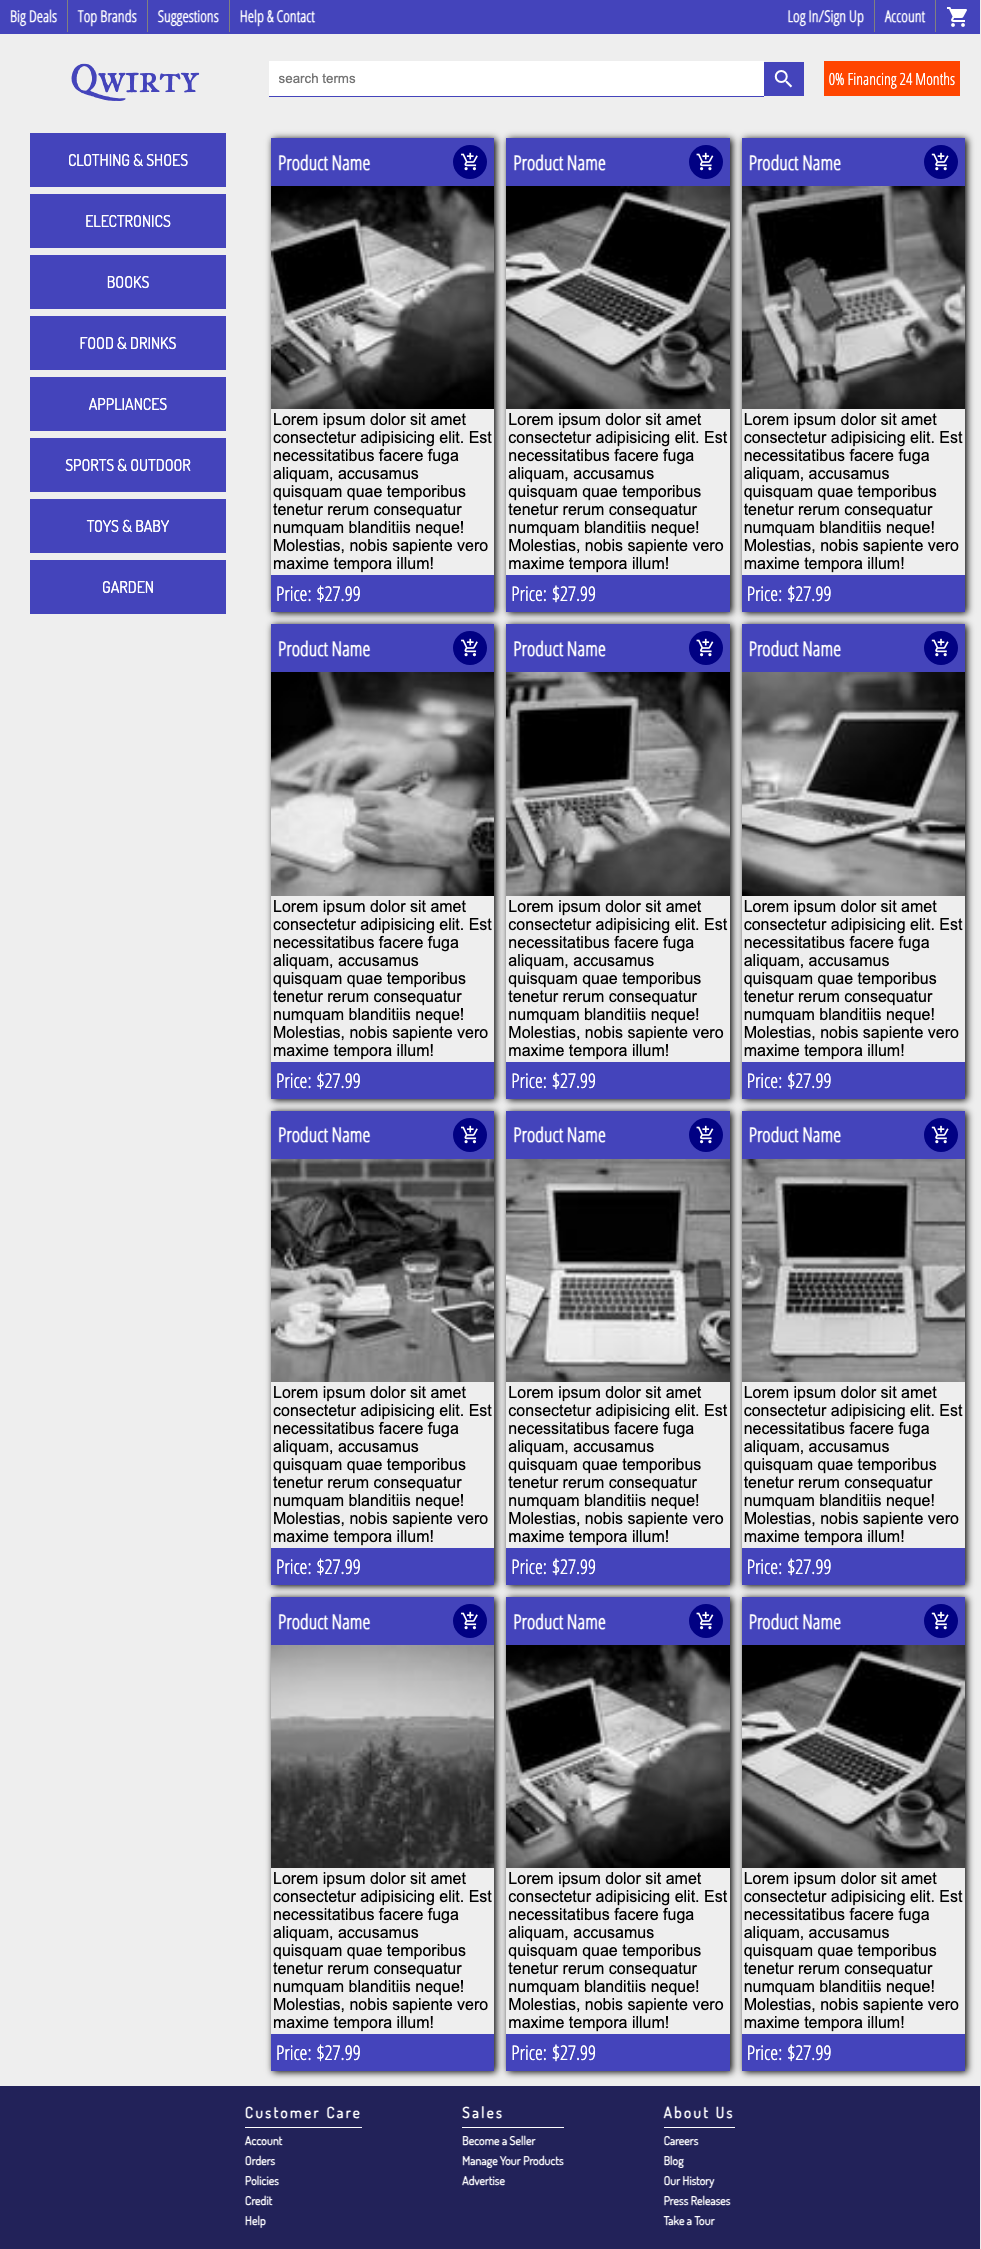 Big Deals
Top Brands
Suggestions
Help & Contact
Log In/Sign Up
Account
Qwirty
search terms
0% Financing 24 Months
CLOTHING & SHOES
ELECTRONICS
BOOKS
FOOD & DRINKS
APPLIANCES
SPORTS & OUTDOOR
TOYS & BABY
GARDEN
Product Name
Lorem ipsum dolor sit amet
consectetur adipisicing elit. Est
necessitatibus facere fuga
aliquam, accusamus
quisquam quae temporibus
tenetur rerum consequatur
numquam blanditiis neque!
Molestias, nobis sapiente vero
maxime tempora illum!
Price: $27.99
Product Name
Lorem ipsum dolor sit amet
consectetur adipisicing elit. Est
necessitatibus facere fuga
aliquam, accusamus
quisquam quae temporibus
tenetur rerum consequatur
numquam blanditiis neque!
Molestias, nobis sapiente vero
maxime tempora illum!
Price: $27.99
Product Name
Lorem ipsum dolor sit amet
consectetur adipisicing elit. Est
necessitatibus facere fuga
aliquam, accusamus
quisquam quae temporibus
tenetur rerum consequatur
numquam blanditiis neque!
Molestias, nobis sapiente vero
maxime tempora illum!
Price: $27.99
Product Name
Lorem ipsum dolor sit amet
consectetur adipisicing elit. Est
necessitatibus facere fuga
aliquam, accusamus
quisquam quae temporibus
tenetur rerum consequatur
numquam blanditiis neque!
Molestias, nobis sapiente vero
maxime tempora illum!
Price: $27.99
Product Name
Lorem ipsum dolor sit amet
consectetur adipisicing elit. Est
necessitatibus facere fuga
aliquam, accusamus
quisquam quae temporibus
tenetur rerum consequatur
numquam blanditiis neque!
Molestias, nobis sapiente vero
maxime tempora illum!
Price: $27.99
Product Name
Lorem ipsum dolor sit amet
consectetur adipisicing elit. Est
necessitatibus facere fuga
aliquam, accusamus
quisquam quae temporibus
tenetur rerum consequatur
numquam blanditiis neque!
Molestias, nobis sapiente vero
maxime tempora illum!
Price: $27.99
Product Name
Lorem ipsum dolor sit amet
consectetur adipisicing elit. Est
necessitatibus facere fuga
aliquam, accusamus
quisquam quae temporibus
tenetur rerum consequatur
numquam blanditiis neque!
Molestias, nobis sapiente vero
maxime tempora illum!
Price: $27.99
Product Name
Lorem ipsum dolor sit amet
consectetur adipisicing elit. Est
necessitatibus facere fuga
aliquam, accusamus
quisquam quae temporibus
tenetur rerum consequatur
numquam blanditiis neque!
Molestias, nobis sapiente vero
maxime tempora illum!
Price: $27.99
Product Name
Lorem ipsum dolor sit amet
consectetur adipisicing elit. Est
necessitatibus facere fuga
aliquam, accusamus
quisquam quae temporibus
tenetur rerum consequatur
numquam blanditiis neque!
Molestias, nobis sapiente vero
maxime tempora illum!
Price: $27.99
Product Name
Lorem ipsum dolor sit amet
consectetur adipisicing elit. Est
necessitatibus facere fuga
aliquam, accusamus
quisquam quae temporibus
tenetur rerum consequatur
numquam blanditiis neque!
Molestias, nobis sapiente vero
maxime tempora illum!
Price: $27.99
Product Name
Lorem ipsum dolor sit amet
consectetur adipisicing elit. Est
necessitatibus facere fuga
aliquam, accusamus
quisquam quae temporibus
tenetur rerum consequatur
numquam blanditiis neque!
Molestias, nobis sapiente vero
maxime tempora illum!
Price: $27.99
Product Name
Lorem ipsum dolor sit amet
consectetur adipisicing elit. Est
necessitatibus facere fuga
aliquam, accusamus
quisquam quae temporibus
tenetur rerum consequatur
numquam blanditiis neque!
Molestias, nobis sapiente vero
maxime tempora illum!
Price: $27.99
Customer Care
Account
Orders
Policies
Credit
Help
Sales
Become a Seller
Manage Your Products
Advertise
About Us
Careers
Blog
Our History
Press Releases
Take a Tour